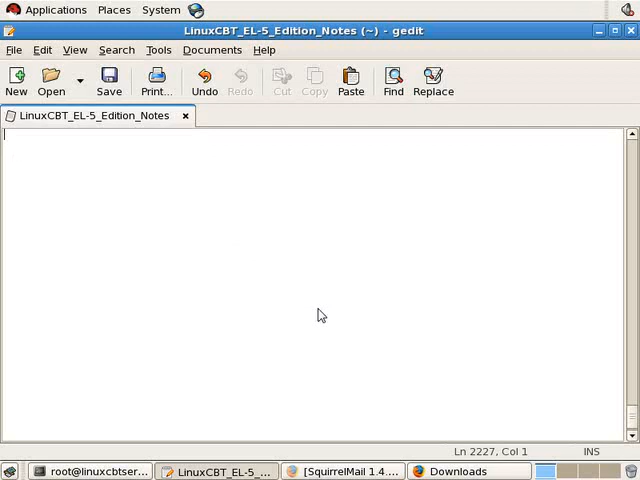 Applications Places System
LinuxCBT_EL-5_Edition_Notes (~) - gedit
File Edit View Search Tools Documents Help
New Open Save Print... Undo Redo Cut Copy Paste Find Replace
LinuxCBT_EL-5_Edition_Notes
Ln 2227, Col 1 INS
root@linuxcbtser... LinuxCBT_EL-5_... [SquirrelMail 1.4.... Downloads